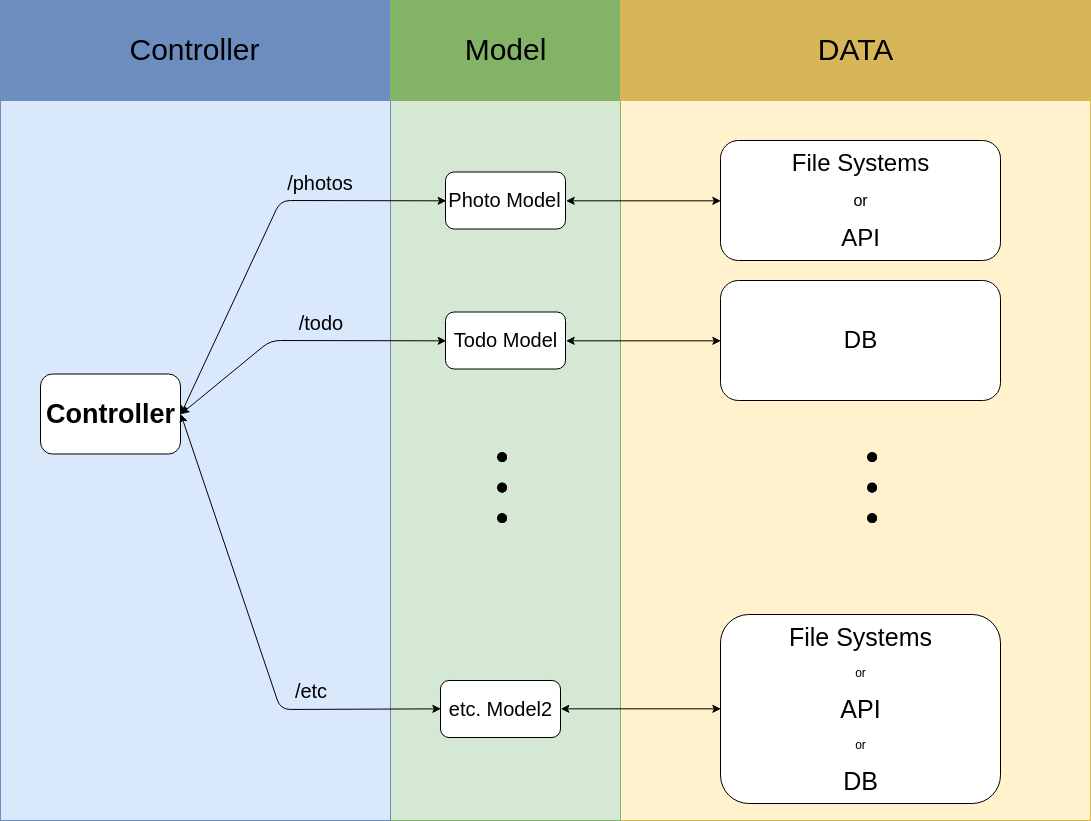 Controller
Model
DATA
/photos
Photo Model
File Systems
or
API
/todo
Todo Model
DB
Controller
/etc
etc. Model2
File Systems
or
API
or
DB